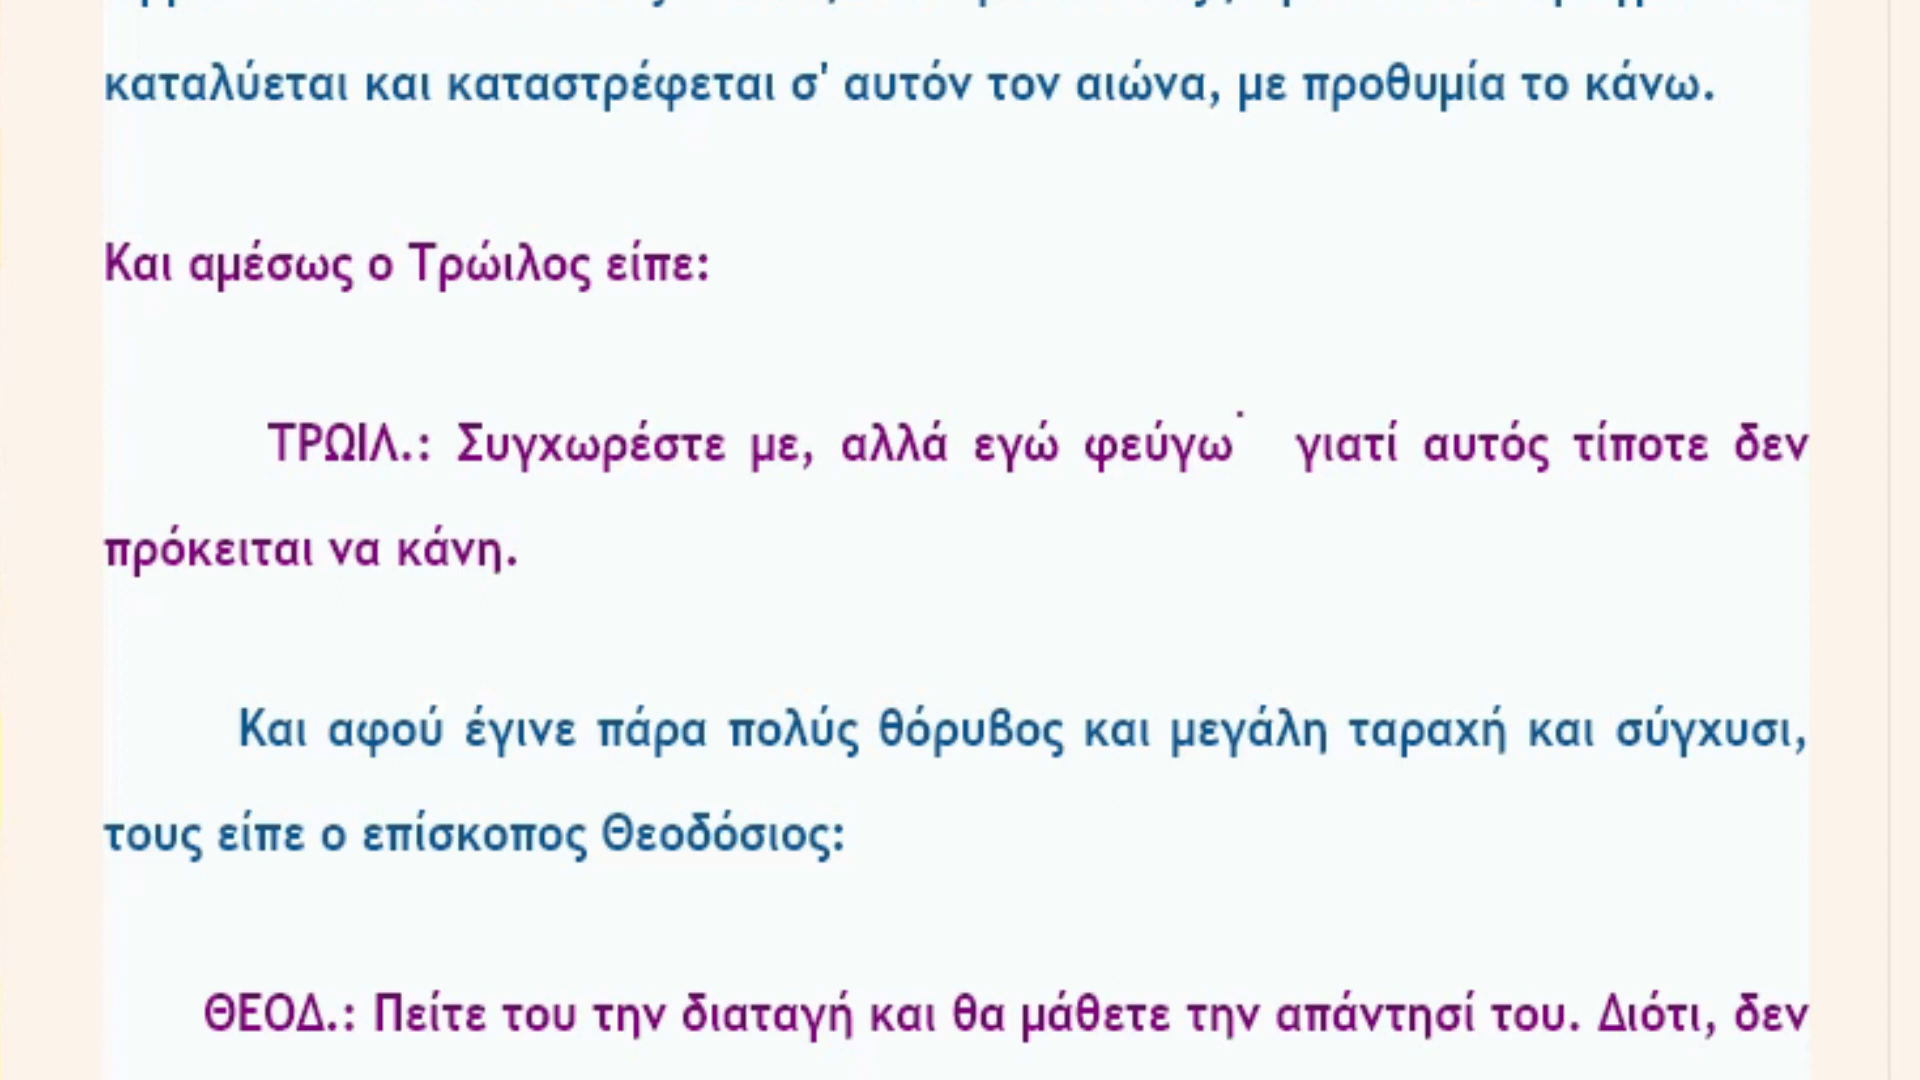 καταλύεται και καταστρέφεται σ' αυτόν τον αιώνα, με προθυμία το κάνω.
Και αμέσως ο Τρώιλος είπε:
ΤΡΩΙΛ.: Συγχωρέστε με, αλλά εγώ φεύγω˙ γιατί αυτός τίποτε δεν
πρόκειται να κάνη.
Και αφού έγινε πάρα πολύς θόρυβος και μεγάλη ταραχή και σύγχυσι,
τους είπε ο επίσκοπος Θεοδόσιος:
ΘΕΟΔ.: Πείτε του την διαταγή και θα μάθετε την απάντησί του. Διότι, δεν